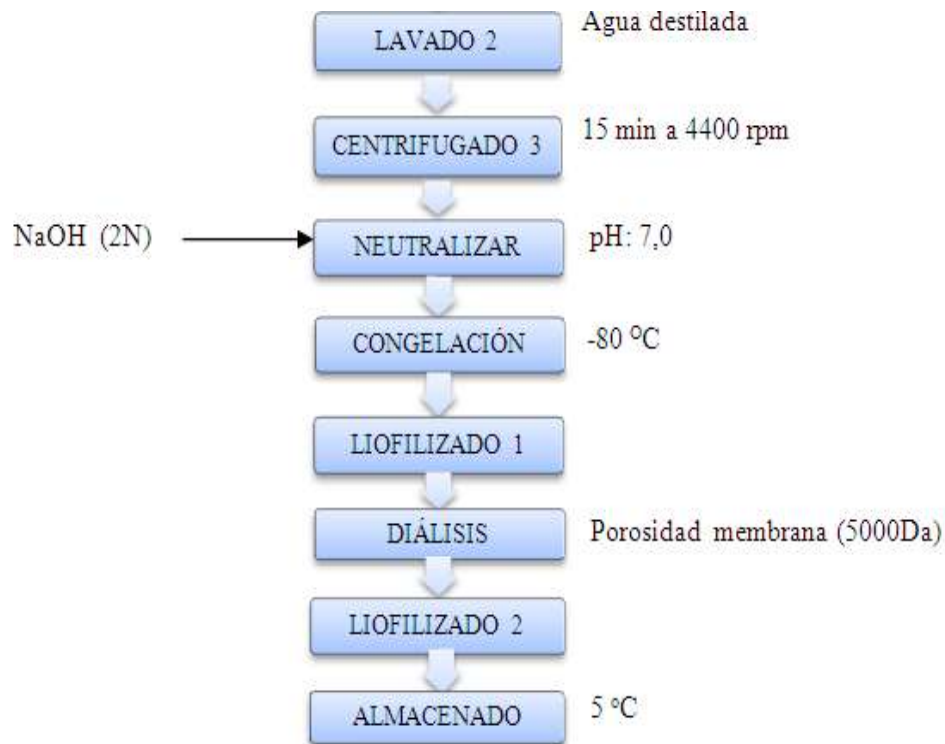 LAVADO 2
Agua destilada
CENTRIFUGADO 3
15 min a 4400 rpm
NaOH (2N)
NEUTRALIZAR
pH: 7,0
CONGELACIÓN
-80 ºC
LIOFILIZADO 1
DIÁLISIS
Porosidad membrana (5000Da)
LIOFILIZADO 2
ALMACENADO
5 ºC